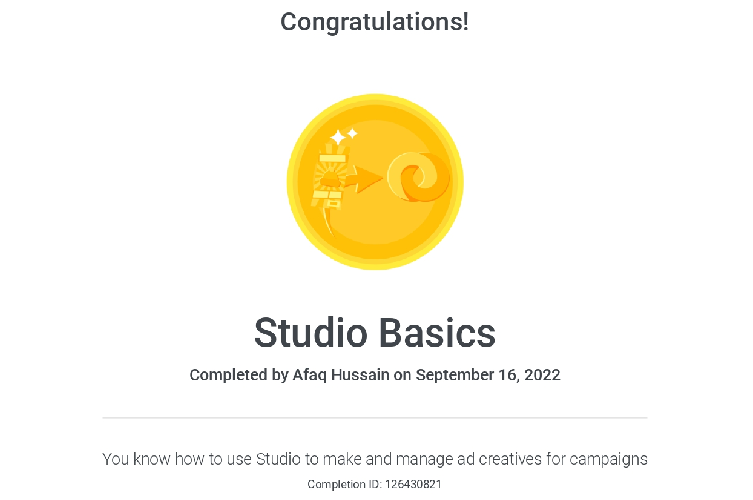 Congratulations!
Studio Basics
Completed by Afaq Hussain on September 16, 2022
You know how to use Studio to make and manage ad creatives for campaigns
Completion ID: 126430821